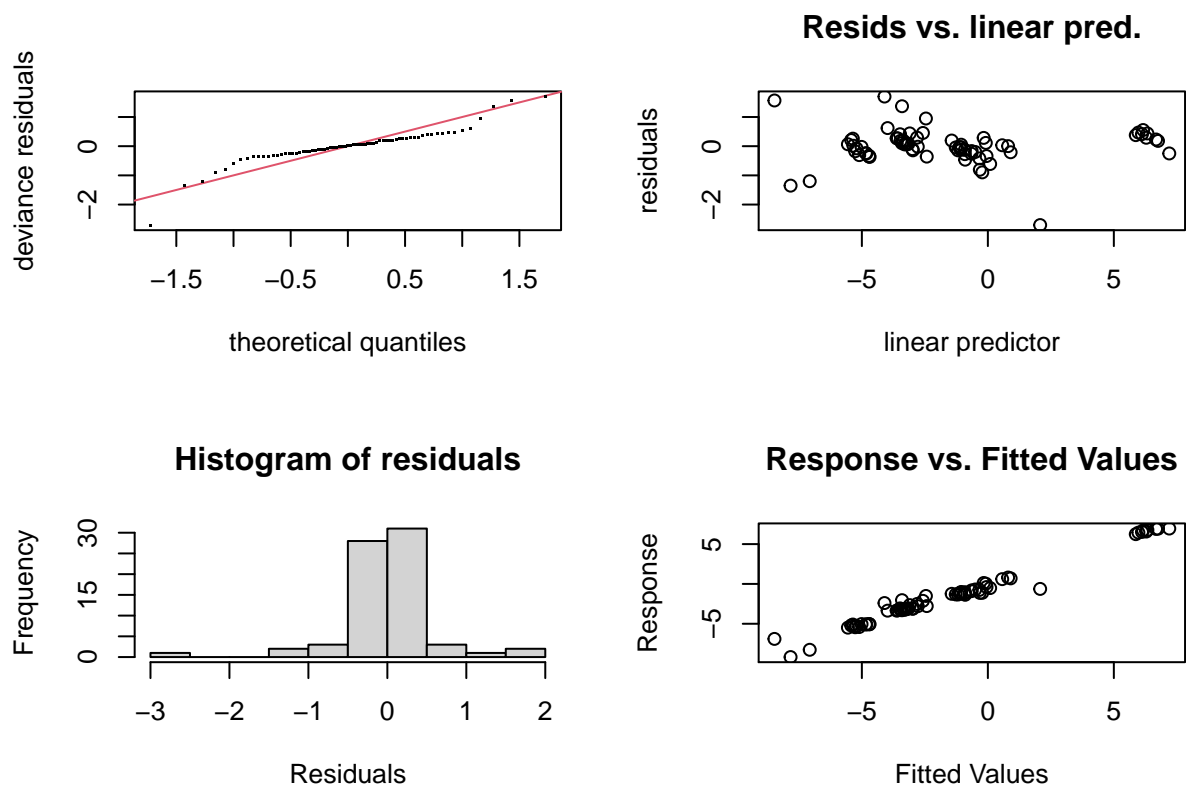 deviance residuals
0
−2
−1.5
−0.5
0.5
1.5
theoretical quantiles
Resids vs. linear pred.
residuals
0
−2
−5
0
5
linear predictor
Histogram of residuals
Frequency
30
15
0
−3
−2
−1
0
1
2
Residuals
Response vs. Fitted Values
Response
5
−5
−5
0
5
Fitted Values